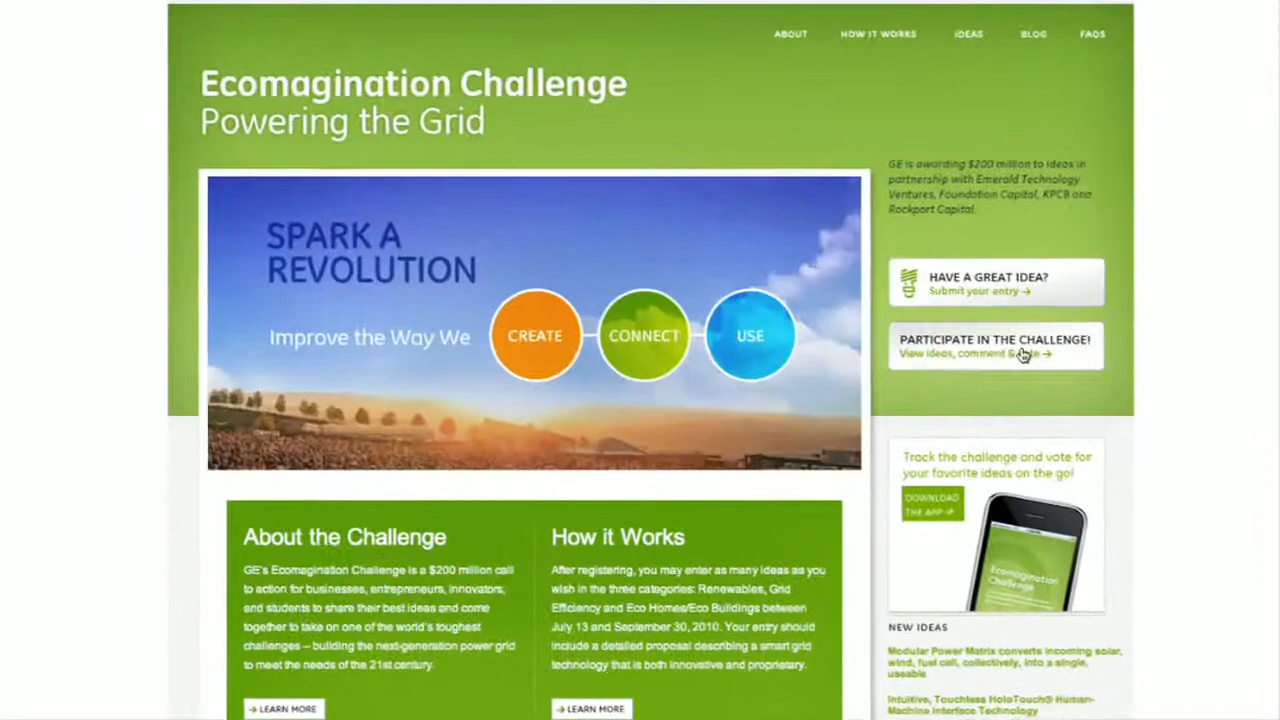 ABOUT HOW IT WORKS IDEAS BLOG FAQS
Ecomagination Challenge
Powering the Grid
GE is awarding $200 million to ideas in
partnership with Emerald Technology
Ventures, Foundation Capital, KPCB and
Rockport Capital.
SPARK A
REVOLUTION
Improve the Way We
CREATE
CONNECT
USE
HAVE A GREAT IDEA?
Submit your entry →
PARTICIPATE IN THE CHALLENGE!
View ideas, comment & →
Track the challenge and vote for
your favorite ideas on the go!
DOWNLOAD
THE APP →
Ecomagination
Challenge
About the Challenge
GE's Ecomagination Challenge is a $200 million call
to action for businesses, entrepreneurs, innovators,
and students to share their best ideas and come
together to take on one of the world's toughest
challenges – building the next-generation power grid
to meet the needs of the 21st century.
→ LEARN MORE
How it Works
After registering, you may enter as many ideas as you
wish in the three categories: Renewables, Grid
Efficiency and Eco Homes/Eco Buildings between
July 13 and September 30, 2010. Your entry should
include a detailed proposal describing a smart grid
technology that is both innovative and proprietary.
→ LEARN MORE
NEW IDEAS
Modular Power Matrix converts incoming solar,
wind, fuel cell, collectively, into a single,
useable
Intuitive, Touchless HoloTouch® Human-
Machine Interface Technology